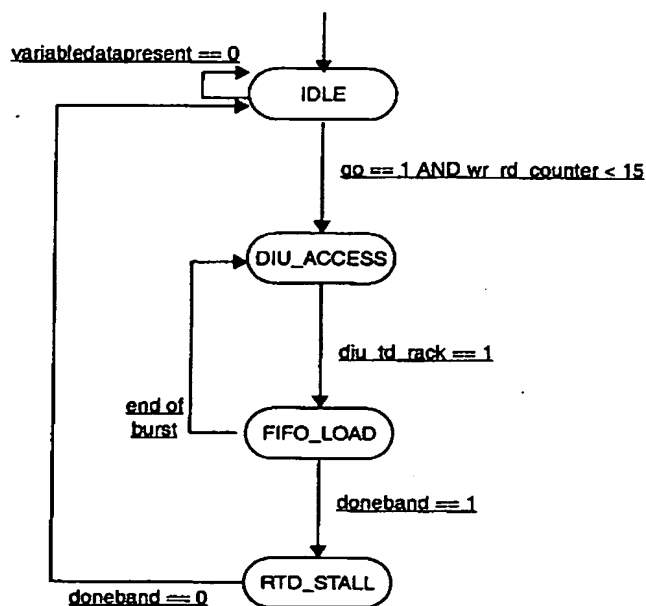 variabledatapresent == 0
IDLE
go == 1 AND wr_rd_counter < 15
DIU_ACCESS
diu_td_rack == 1
end of
burst
FIFO_LOAD
doneband == 1
RTD_STALL
doneband == 0